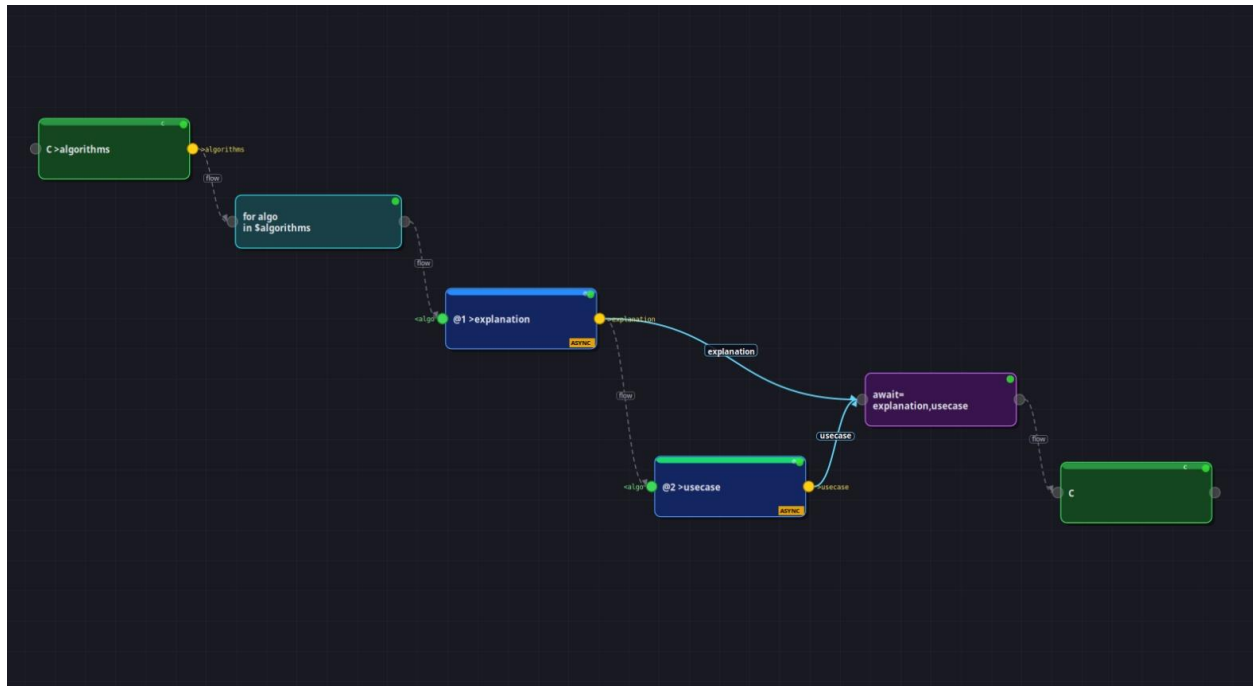 C
C >algorithms
>algorithms
flow
for algo
in $algorithms
flow
<algo
@1 >explanation
>explanation
ASYNC
explanation
flow
await=
explanation,usecase
usecase
flow
<algo
@2 >usecase
>usecase
ASYNC
C
C